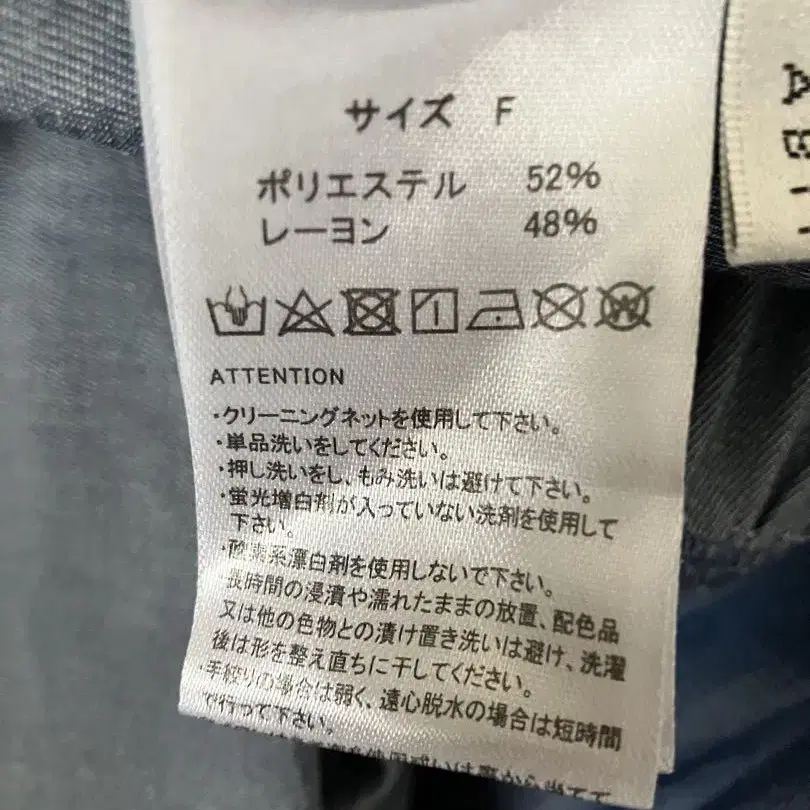 サイズ F
ポリエステル 52%
レーヨン 48%
ATTENTION
・クリーニングネットを使用して下さい。
・単品洗いをしてください。
・押し洗いをし、もみ洗いは避けて下さい。
・蛍光増白剤が入っていない洗剤を使用して
下さい。
・酸素系漂白剤を使用しないで下さい。
長時間の浸漬や濡れたままの放置、配色品
又は他の色物との漬け置き洗いは避け、洗濯
後は形を整え直ちに干してください。
・手絞りの場合は弱く、遠心脱水の場合は短時間
で行って下さい。